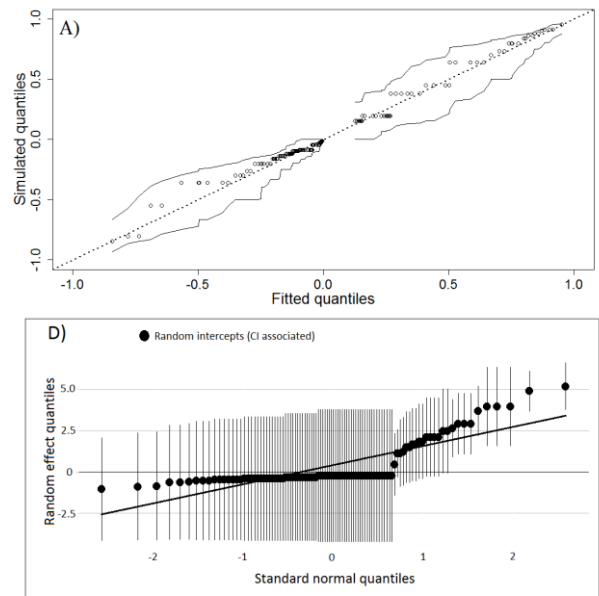 A)
Simulated quantiles
1.0
0.5
0.0
-0.5
-1.0
-1.0 -0.5 0.0 0.5 1.0
Fitted quantiles
D)
Random intercepts (CI associated)
Random effect quantiles
5.0
2.5
0
-2.5
-2 -1 0 1 2
Standard normal quantiles